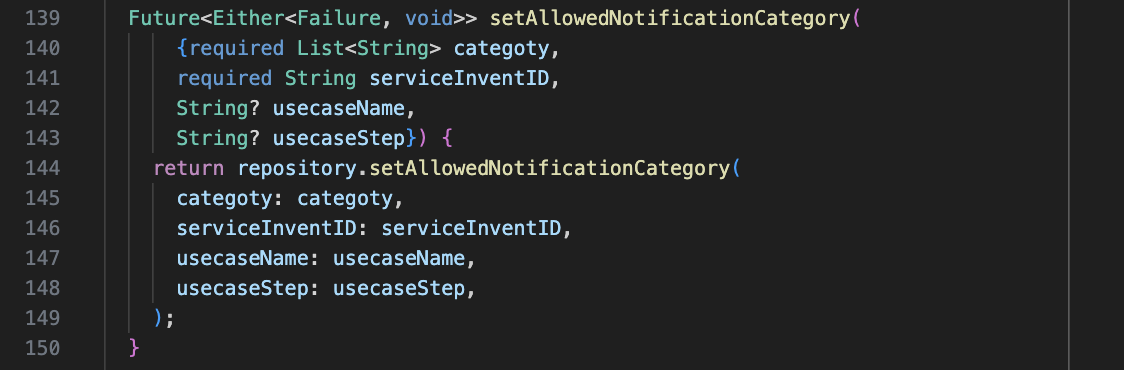 139 Future<Either<Failure, void>> setAllowedNotificationCategory(
140 {required List<String> categoty,
141 required String serviceInventID,
142 String? usecaseName,
143 String? usecaseStep}) {
144 return repository.setAllowedNotificationCategory(
145 categoty: categoty,
146 serviceInventID: serviceInventID,
147 usecaseName: usecaseName,
148 usecaseStep: usecaseStep,
149 );
150 }